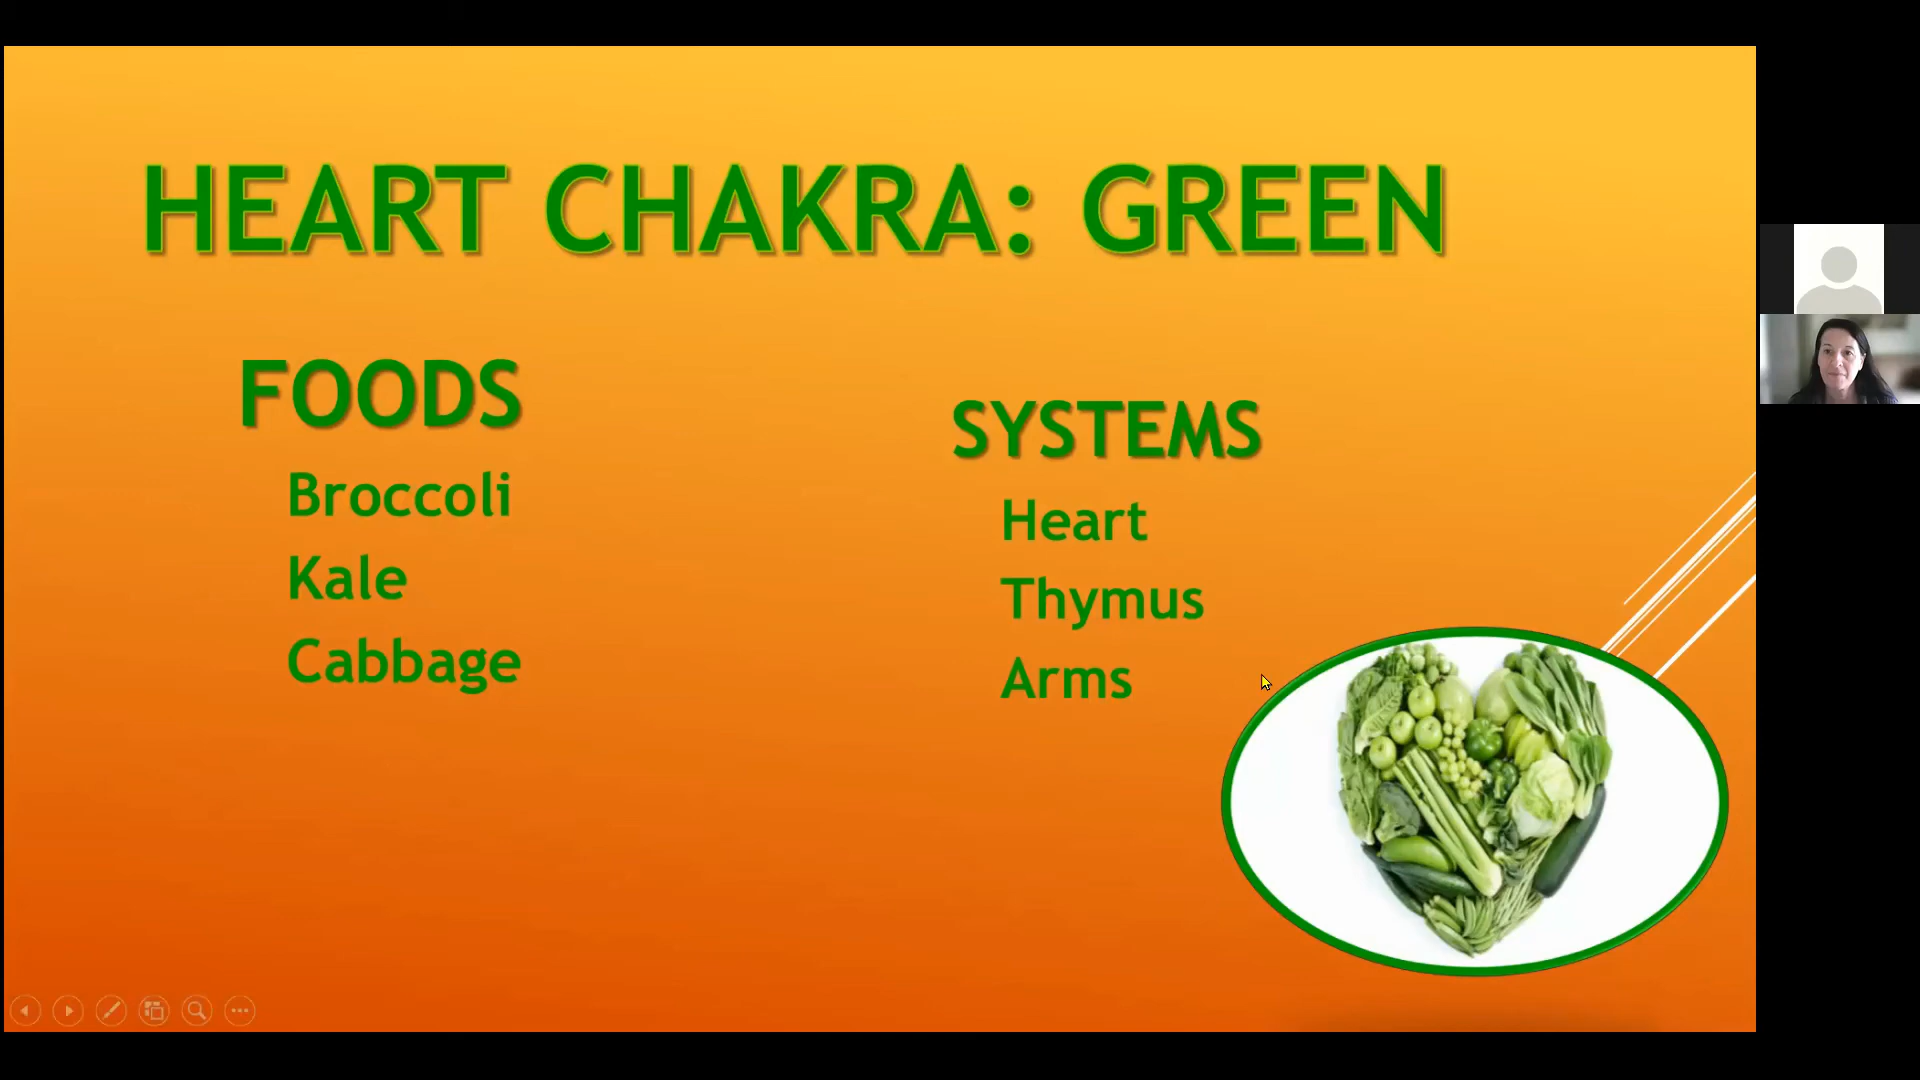 HEART CHAKRA: GREEN
FOODS
Broccoli
Kale
Cabbage
SYSTEMS
Heart
Thymus
Arms